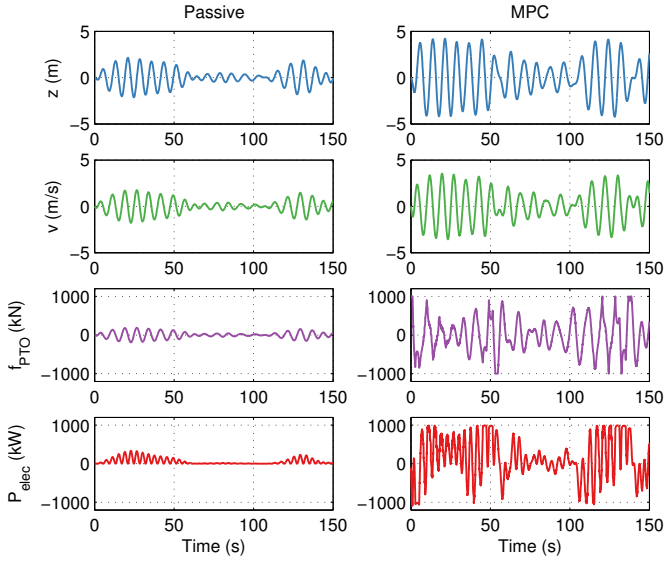 Passive MPC
5 5
z (m) 0 0
−5 −5
0 50 100 150 0 50 100 150
5 5
v (m/s) 0 0
−5 −5
0 50 100 150 0 50 100 150
1000 1000
f_PTO (kN) 0 0
−1000 −1000
0 50 100 150 0 50 100 150
1000 1000
P_elec (kW) 0 0
−1000 −1000
0 50 100 150 0 50 100 150
Time (s) Time (s)